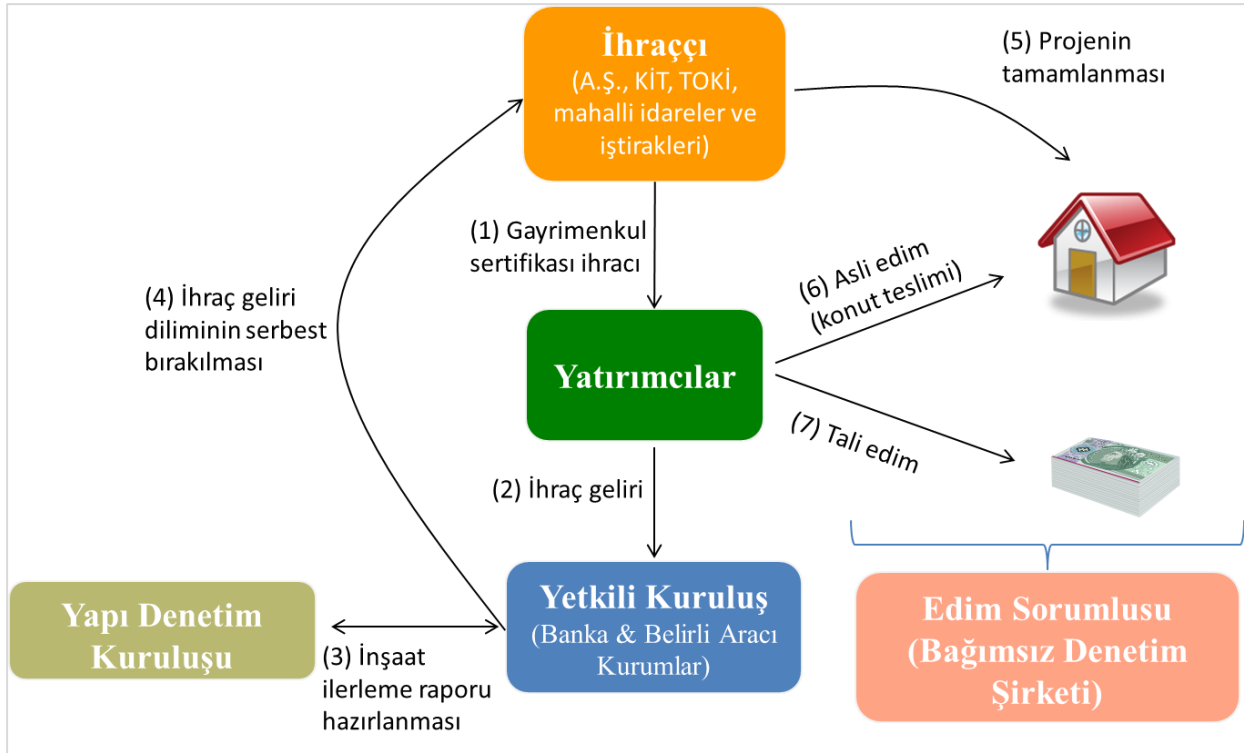 İhraççı
(A.Ş., KİT, TOKİ,
mahalli idareler ve
iştirakleri)
(5) Projenin
tamamlanması
(1) Gayrimenkul
sertifikası ihracı
(4) İhraç geliri
diliminin serbest
bırakılması
(6) Asli edim
(konut teslimi)
Yatırımcılar
(7) Tali edim
(2) İhraç geliri
Yapı Denetim
Kuruluşu
(3) İnşaat
ilerleme raporu
hazırlanması
Yetkili Kuruluş
(Banka & Belirli Aracı
Kurumlar)
Edim Sorumlusu
(Bağımsız Denetim
Şirketi)